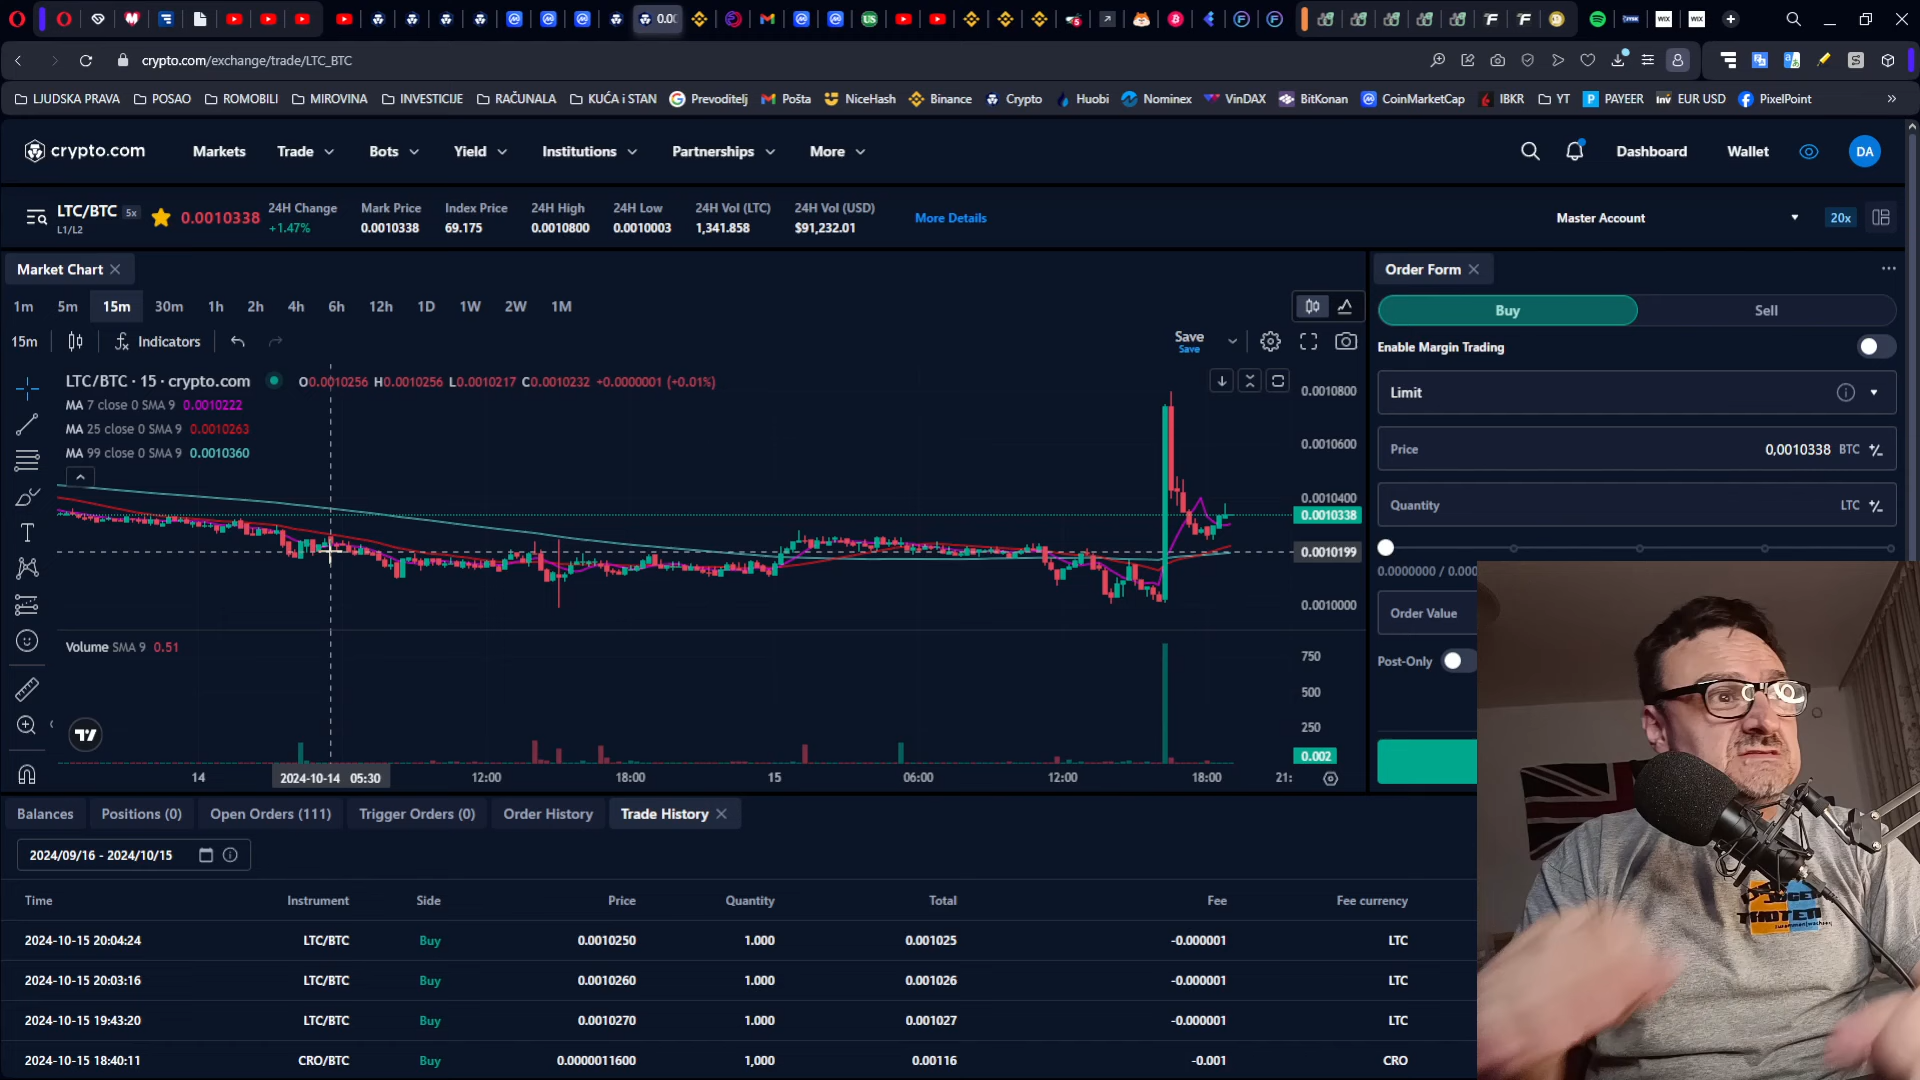 0.00
crypto.com/exchange/trade/LTC_BTC
LJUDSKA PRAVA POSAO ROMOBILI MIROVINA INVESTICIJE RAČUNALA KUĆA i STAN Prevoditelj Pošta NiceHash Binance Crypto Huobi Nominex VinDAX BitKonan CoinMarketCap IBKR YT PAYEER EUR USD PixelPoint
crypto.com Markets Trade Bots Yield Institutions Partnerships More Dashboard Wallet DA
LTC/BTC 5x 0.0010338 24H Change Mark Price Index Price 24H High 24H Low 24H Vol (LTC) 24H Vol (USD) More Details Master Account 20x
L1/L2 +1.47% 0.0010338 69.175 0.0010800 0.0010003 1,341.858 $91,232.01
Market Chart Order Form
1m 5m 15m 30m 1h 2h 4h 6h 12h 1D 1W 2W 1M Buy Sell
15m Indicators Save
Save
Enable Margin Trading
LTC/BTC · 15 · crypto.com O0.0010256 H0.0010256 L0.0010217 C0.0010232 +0.0000001 (+0.01%) 0.0010800
Limit
MA 7 close 0 SMA 9 0.0010222
MA 25 close 0 SMA 9 0.0010263
0.0010600
MA 99 close 0 SMA 9 0.0010360
Price 0,0010338 BTC
0.0010400
Quantity LTC
0.0010338
0.0010199
0.0000000 / 0.000
0.0010000
Order Value
Volume SMA 9 0.51
750
Post-Only
500
250
0.002
14 2024-10-14 05:30 12:00 18:00 15 06:00 12:00 18:00 21:
Balances Positions (0) Open Orders (111) Trigger Orders (0) Order History Trade History
2024/09/16 - 2024/10/15
Time Instrument Side Price Quantity Total Fee Fee currency
2024-10-15 20:04:24 LTC/BTC Buy 0.0010250 1.000 0.001025 -0.000001 LTC
2024-10-15 20:03:16 LTC/BTC Buy 0.0010260 1.000 0.001026 -0.000001 LTC
2024-10-15 19:43:20 LTC/BTC Buy 0.0010270 1.000 0.001027 -0.000001 LTC
2024-10-15 18:40:11 CRO/BTC Buy 0.0000011600 1,000 0.00116 -0.001 CRO